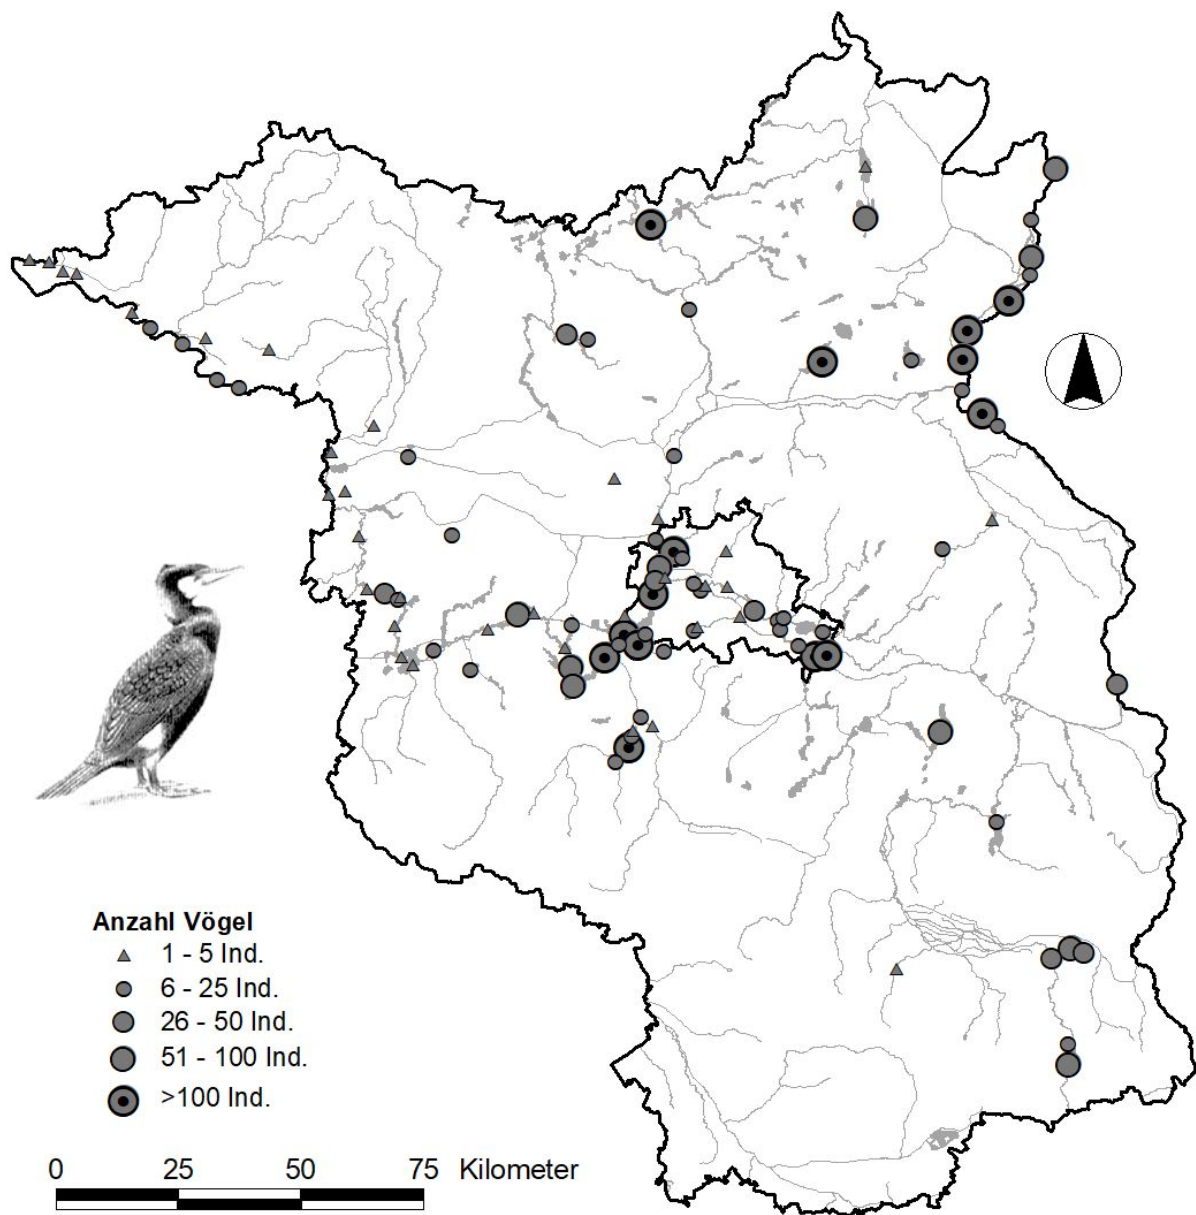 Anzahl Vögel
1 - 5 Ind.
6 - 25 Ind.
26 - 50 Ind.
51 - 100 Ind.
>100 Ind.
0 25 50 75 Kilometer